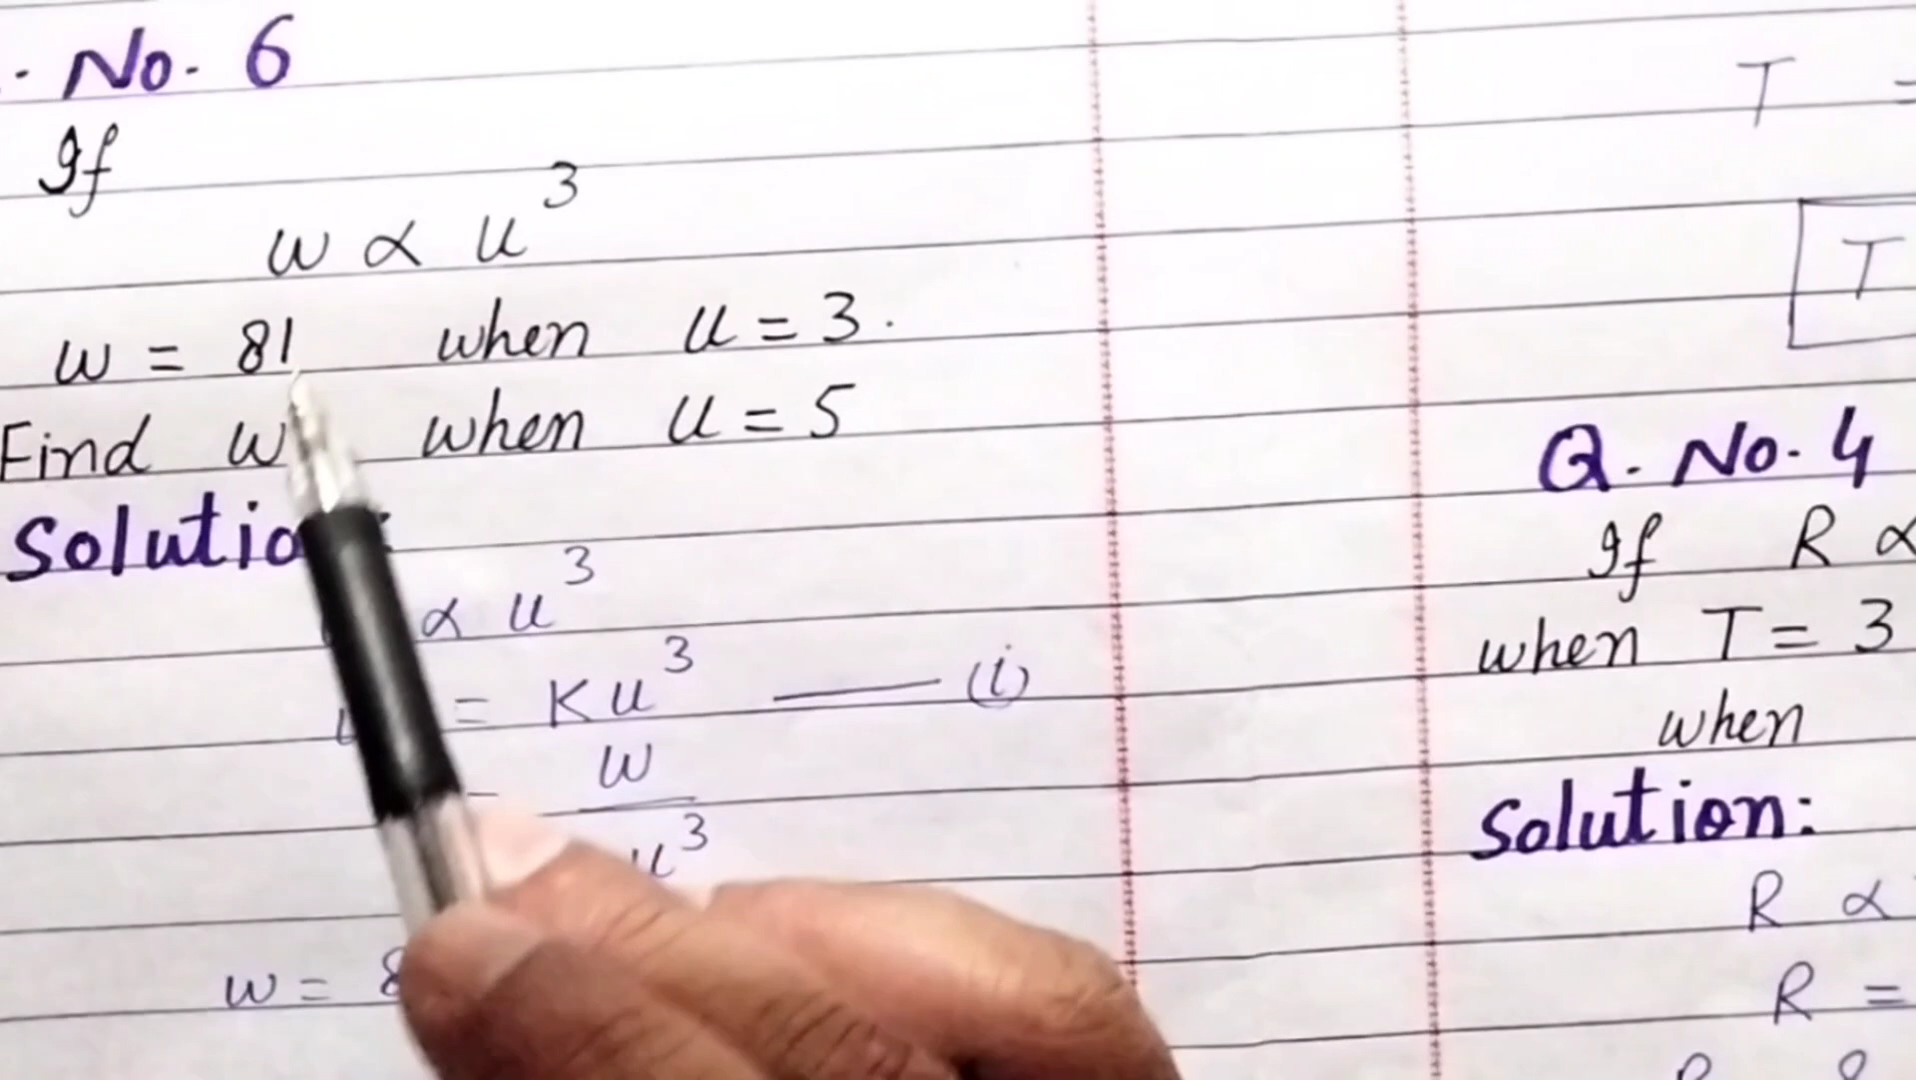 . No. 6
If
w ∝ u³
w = 81 when u = 3.
Find w when u = 5
Solutio :
∝ u³
= Ku³ —— (i)
w
u³
w = 8
T =
T
Q. No. 4
If R ∝
when T = 3
when
Solution:
R ∝
R =